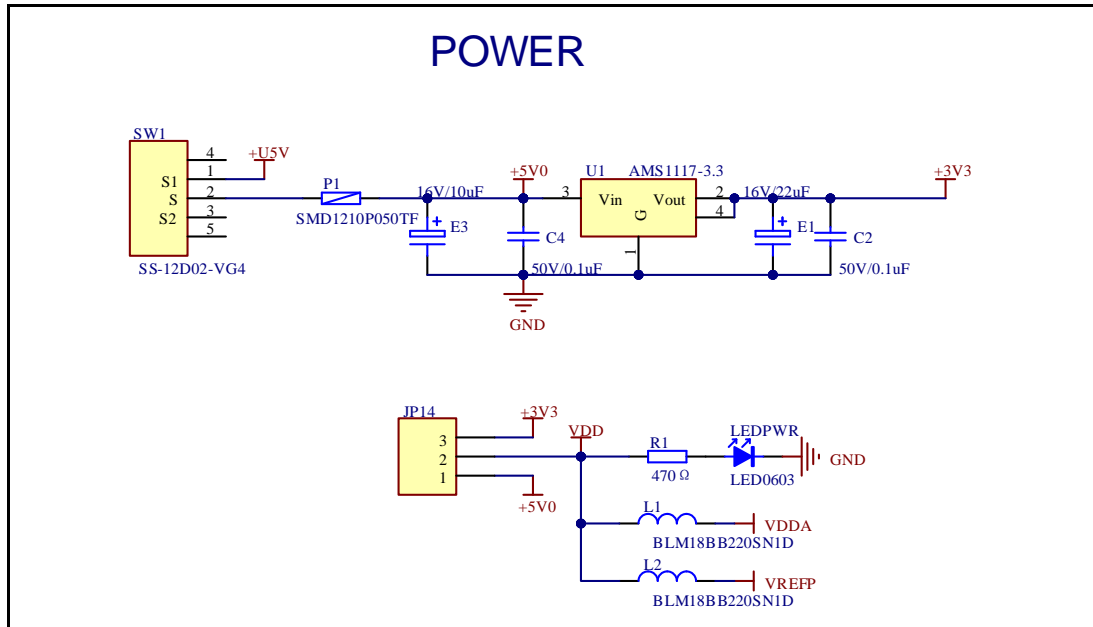 POWER
SW1
4
+U5V
1
S1
S
2
S2
3
5
SS-12D02-VG4
P1
SMD1210P050TF
16V/10uF
E3
+
+5V0
C4
50V/0.1uF
GND
U1
AMS1117-3.3
3
Vin
Vout
2
4
G
1
16V/22uF
E1
+
C2
50V/0.1uF
+3V3
JP14
3
2
1
+3V3
+5V0
VDD
R1
470 Ω
LEDPWR
LED0603
GND
L1
BLM18BB220SN1D
VDDA
L2
BLM18BB220SN1D
VREFP